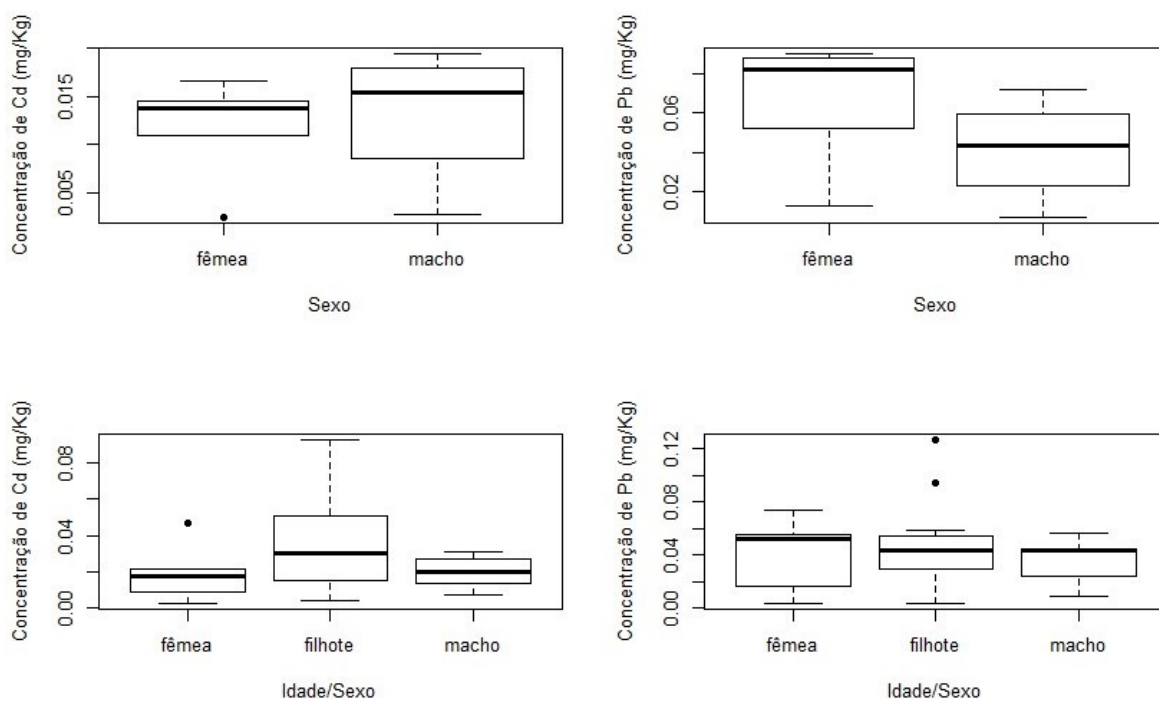 Concentração de Cd (mg/Kg)
0.015
0.005
fêmea
macho
Sexo
Concentração de Pb (mg/Kg)
0.06
0.02
fêmea
macho
Sexo
Concentração de Cd (mg/Kg)
0.08
0.04
0.00
fêmea
filhote
macho
Idade/Sexo
Concentração de Pb (mg/Kg)
0.12
0.08
0.04
0.00
fêmea
filhote
macho
Idade/Sexo